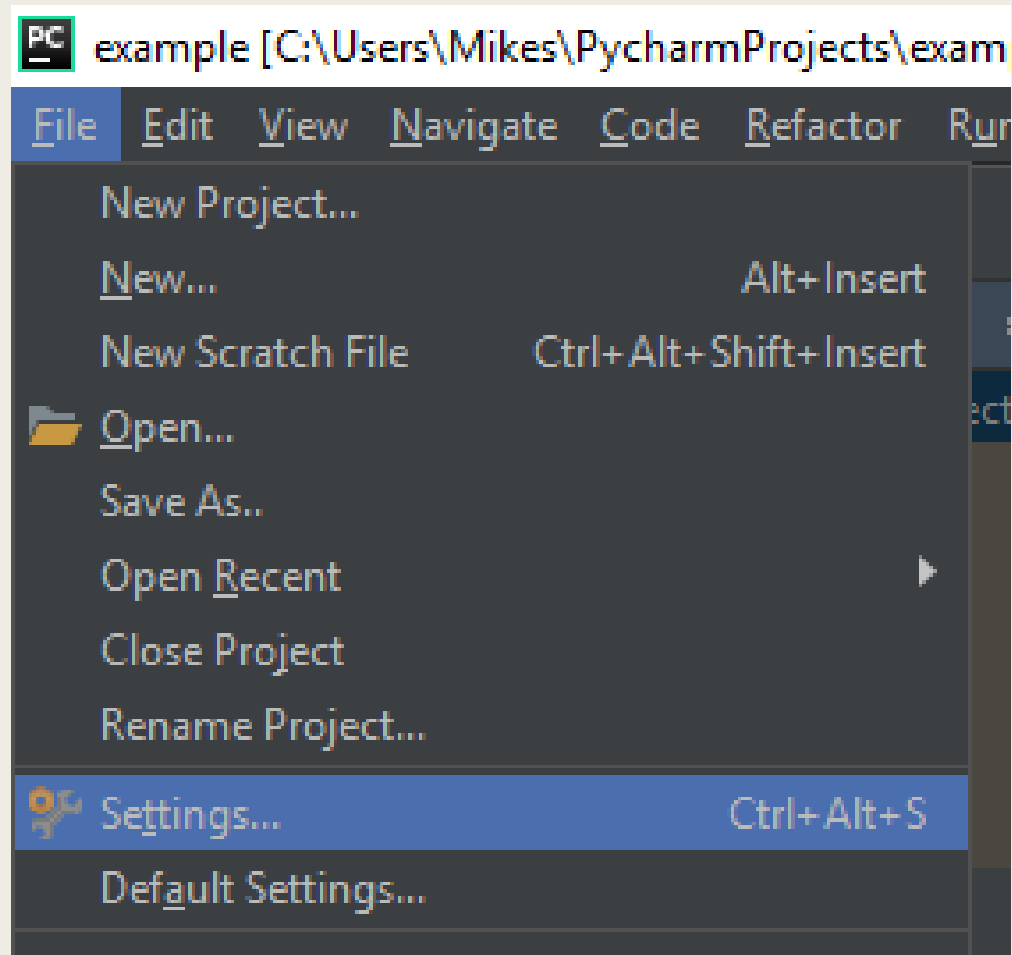 PC example [C:\Users\Mikes\PycharmProjects\exam
File Edit View Navigate Code Refactor Run
New Project...
New... Alt+Insert
New Scratch File Ctrl+Alt+Shift+Insert
Open...
ect
Save As..
Open Recent
Close Project
Rename Project...
Settings... Ctrl+Alt+S
Default Settings...